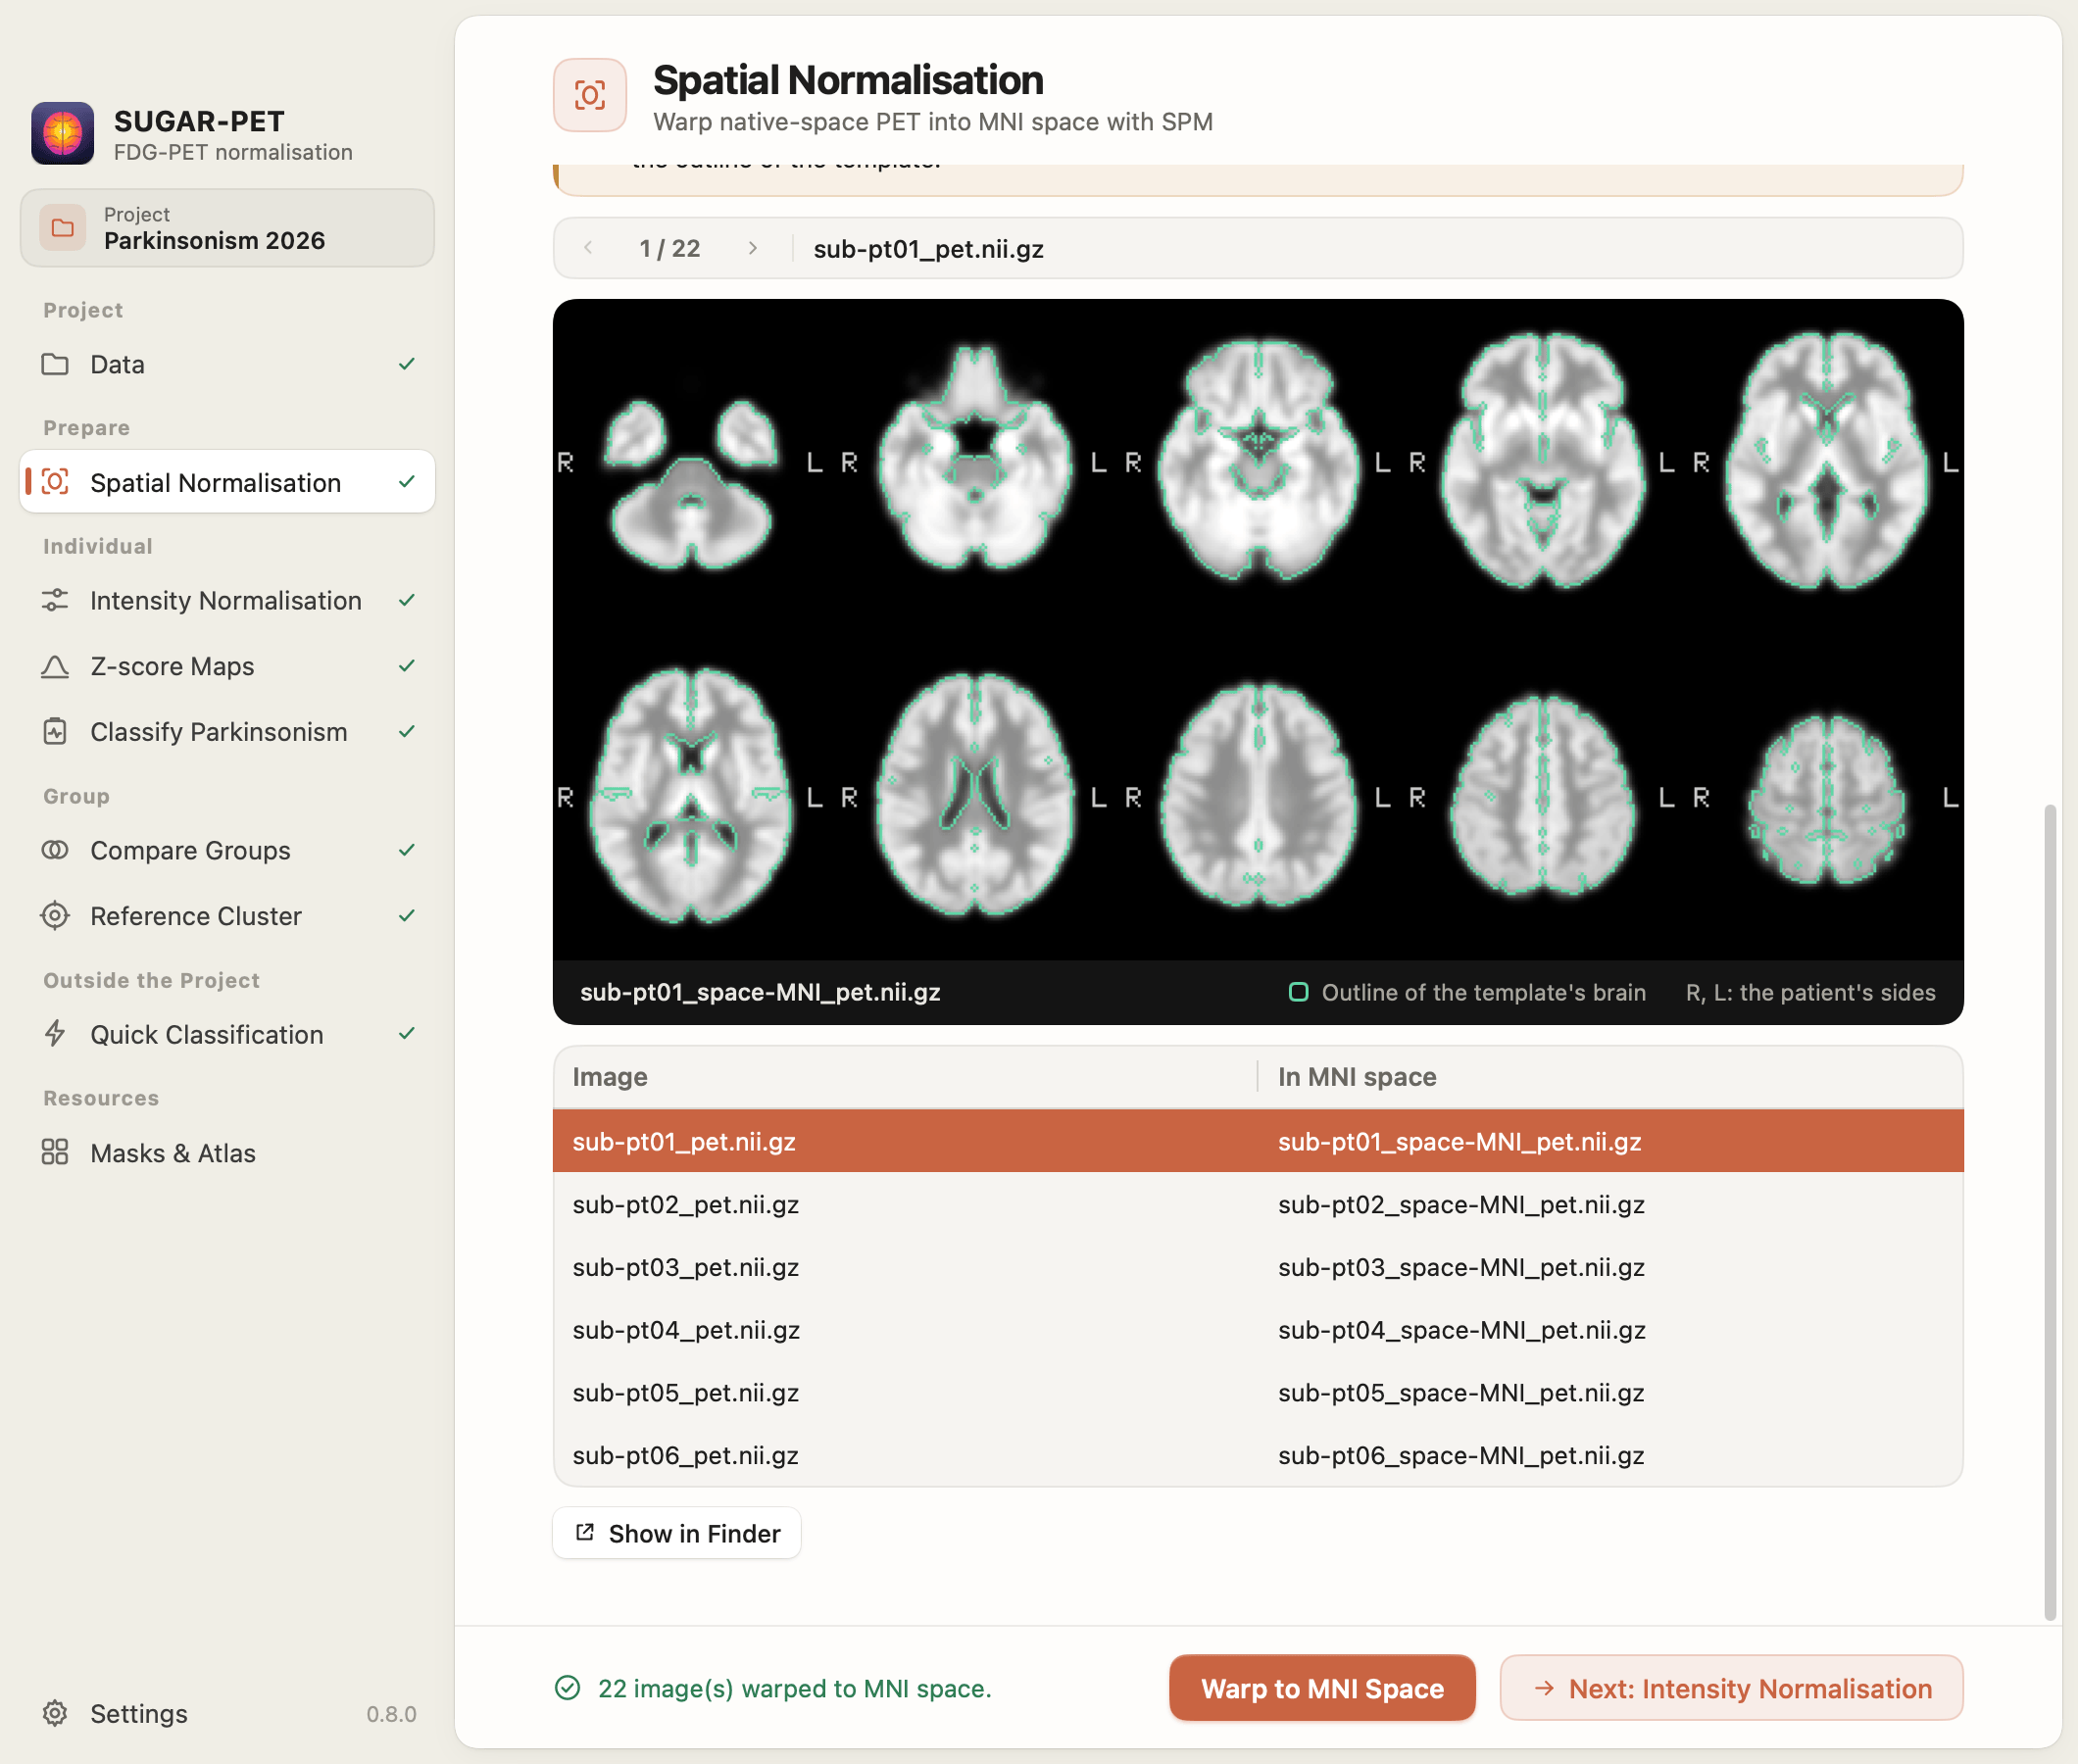 SUGAR-PET
FDG-PET normalisation
Project
Parkinsonism 2026
Project
Data
Prepare
Spatial Normalisation
Individual
Intensity Normalisation
Z-score Maps
Classify Parkinsonism
Group
Compare Groups
Reference Cluster
Outside the Project
Quick Classification
Resources
Masks & Atlas
Settings
0.8.0
Spatial Normalisation
Warp native-space PET into MNI space with SPM
the outline of the template.
1 / 22
sub-pt01_pet.nii.gz
R L R L R L R L R L
R L R L R L R L R L
sub-pt01_space-MNI_pet.nii.gz
Outline of the template's brain
R, L: the patient's sides
Image In MNI space
sub-pt01_pet.nii.gz sub-pt01_space-MNI_pet.nii.gz
sub-pt02_pet.nii.gz sub-pt02_space-MNI_pet.nii.gz
sub-pt03_pet.nii.gz sub-pt03_space-MNI_pet.nii.gz
sub-pt04_pet.nii.gz sub-pt04_space-MNI_pet.nii.gz
sub-pt05_pet.nii.gz sub-pt05_space-MNI_pet.nii.gz
sub-pt06_pet.nii.gz sub-pt06_space-MNI_pet.nii.gz
Show in Finder
22 image(s) warped to MNI space.
Warp to MNI Space
→ Next: Intensity Normalisation